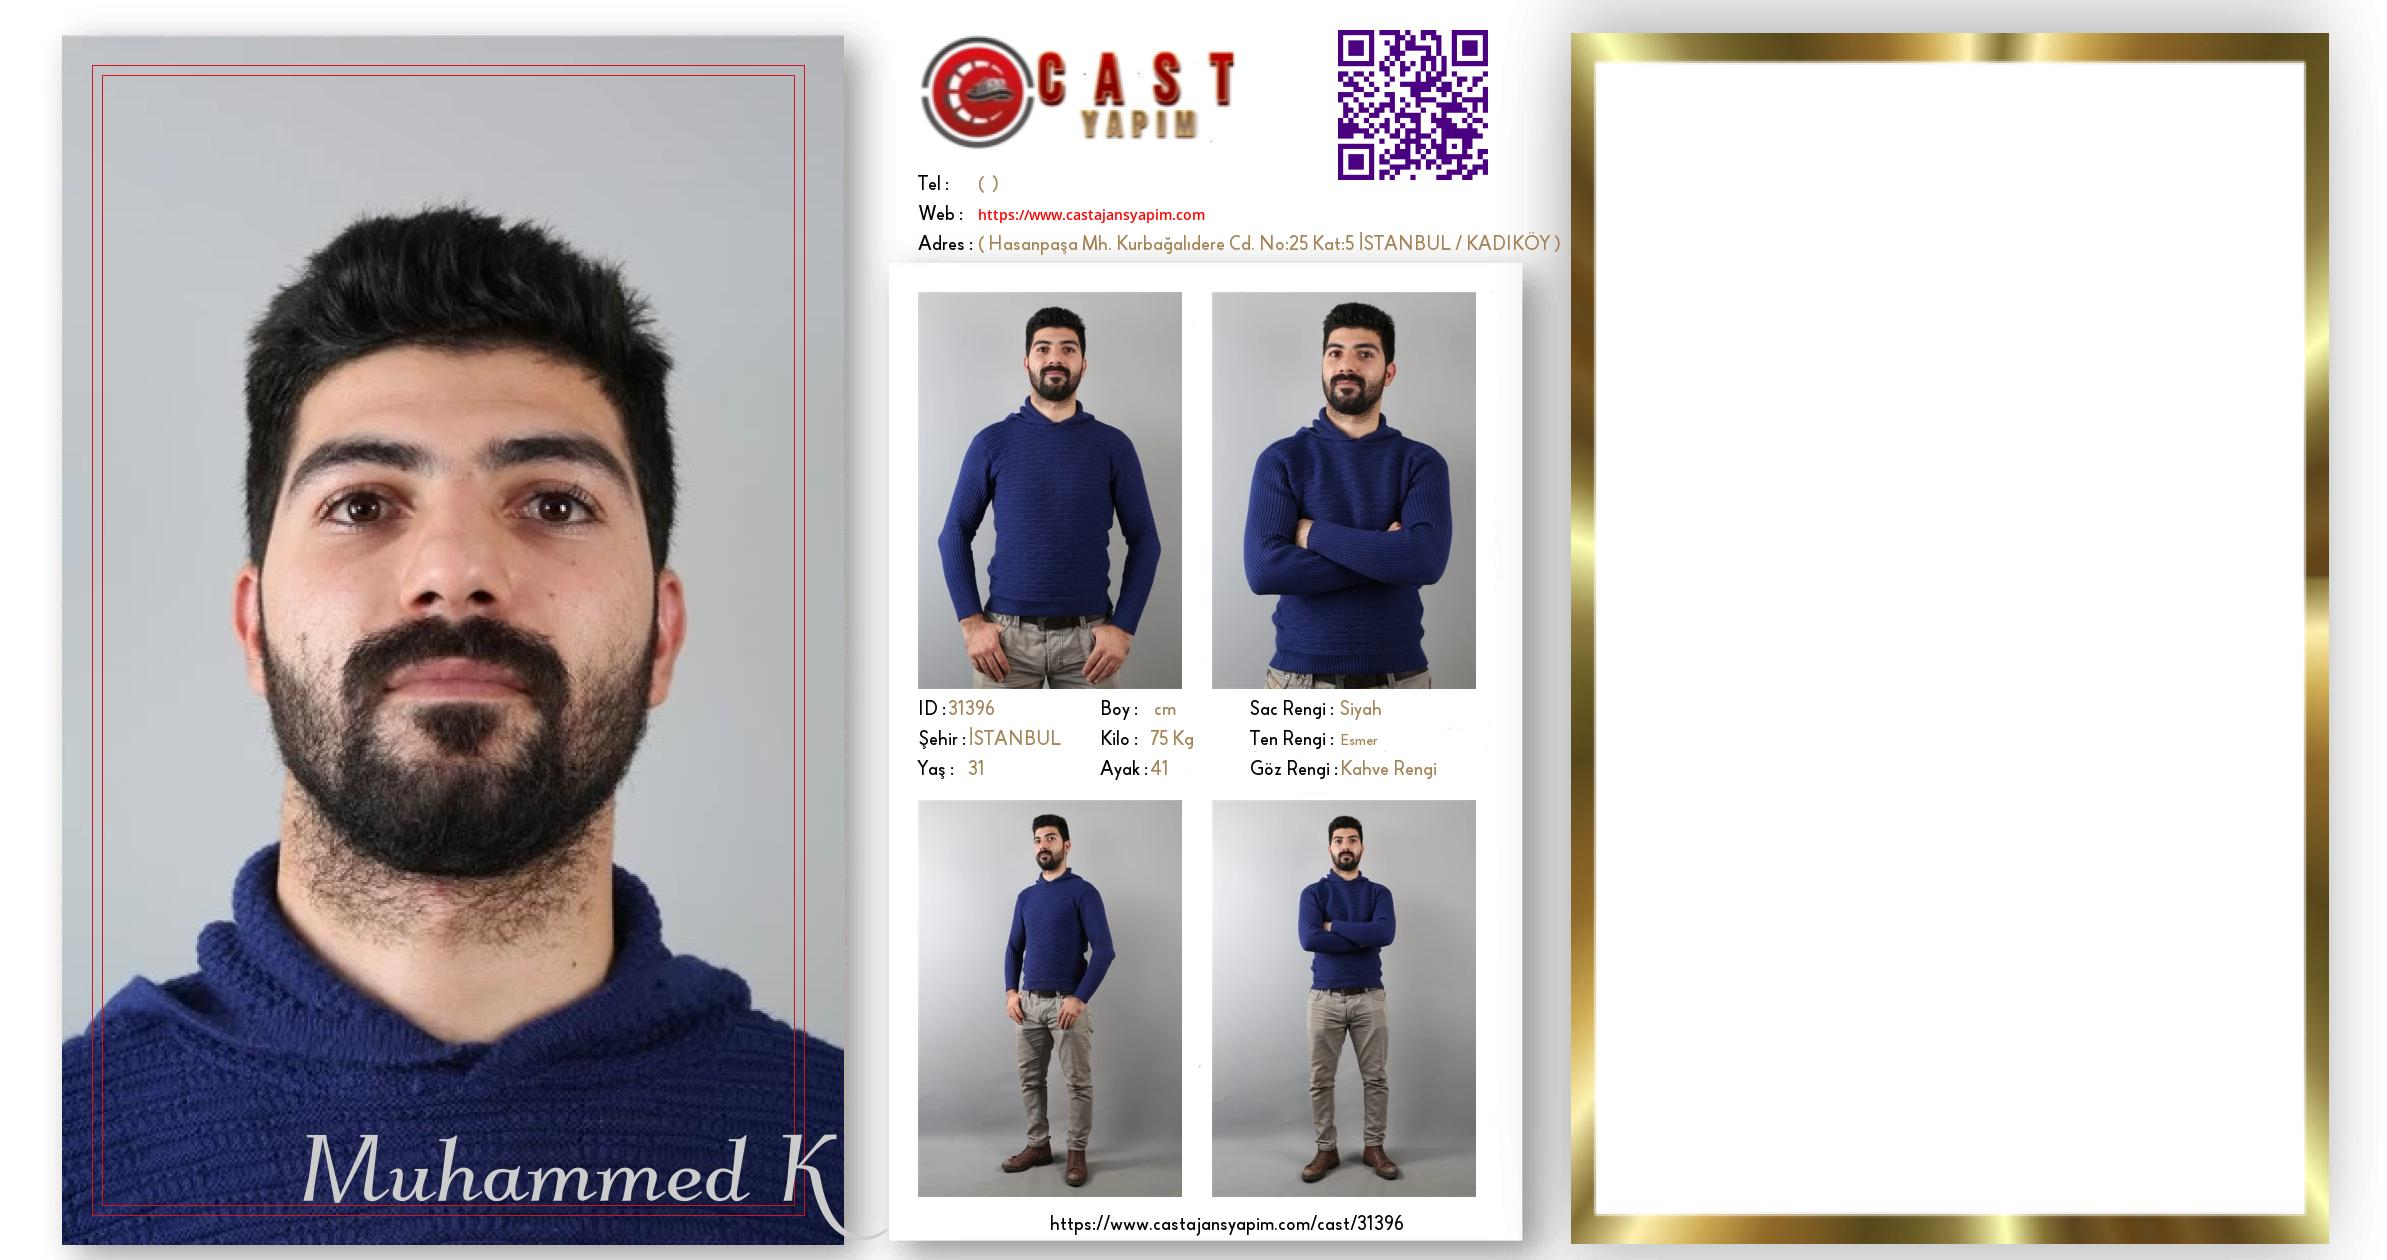 Muhammed K
CAST
YAPIM
Tel : ( )
Web : https://www.castajansyapim.com
Adres : ( Hasanpaşa Mh. Kurbağalıdere Cd. No:25 Kat:5 İSTANBUL / KADIKÖY )
ID : 31396 Boy : cm Sac Rengi : Siyah
Şehir : İSTANBUL Kilo : 75 Kg Ten Rengi : Esmer
Yaş : 31 Ayak : 41 Göz Rengi : Kahve Rengi
https://www.castajansyapim.com/cast/31396